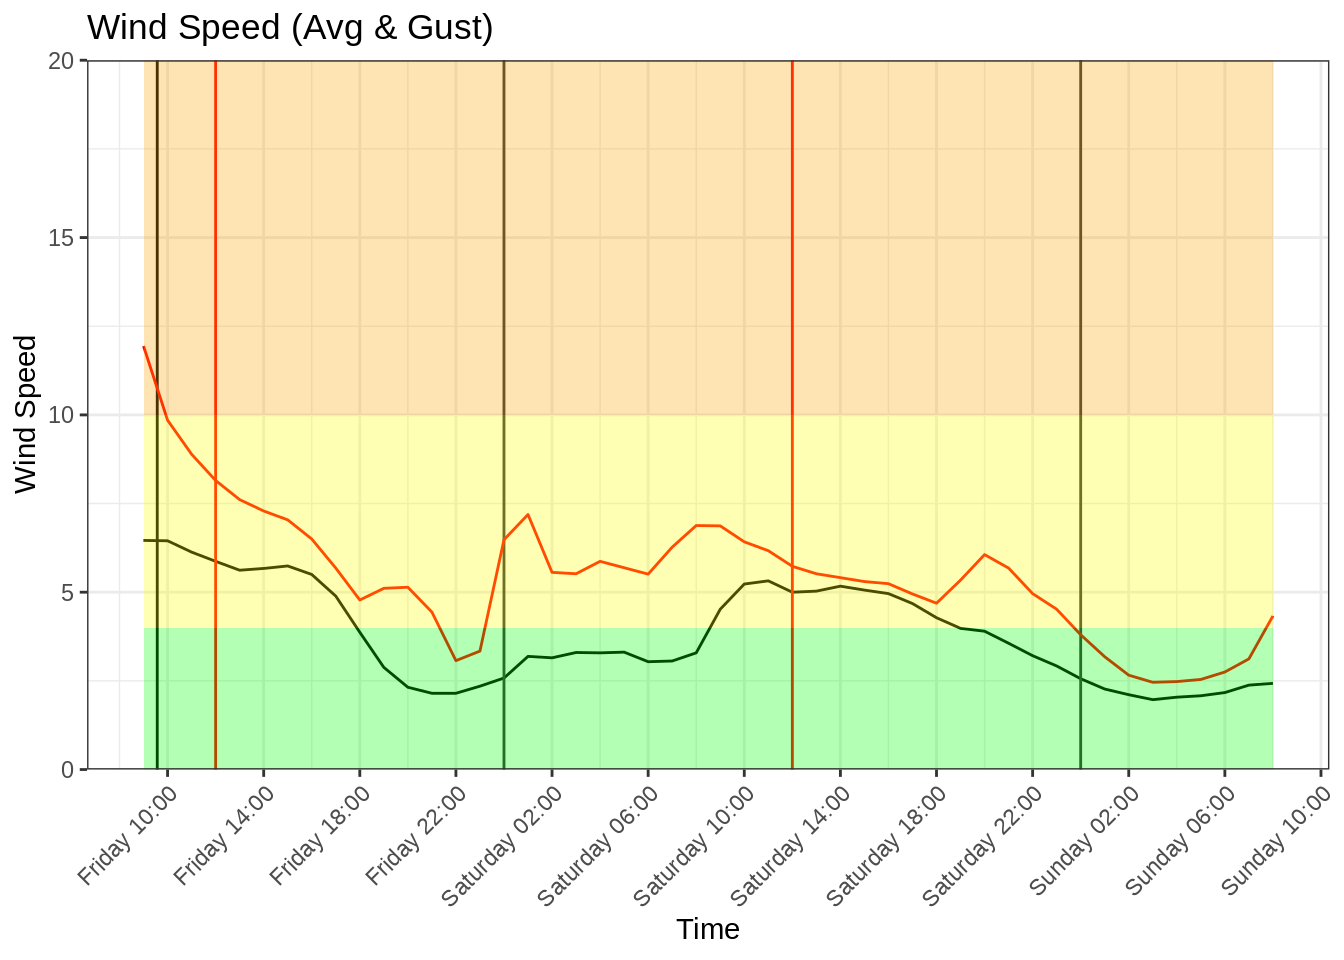 Wind Speed (Avg & Gust)
20
15
10
5
0
Wind Speed
Friday 10:00
Friday 14:00
Friday 18:00
Friday 22:00
Saturday 02:00
Saturday 06:00
Saturday 10:00
Saturday 14:00
Saturday 18:00
Saturday 22:00
Sunday 02:00
Sunday 06:00
Sunday 10:00
Time